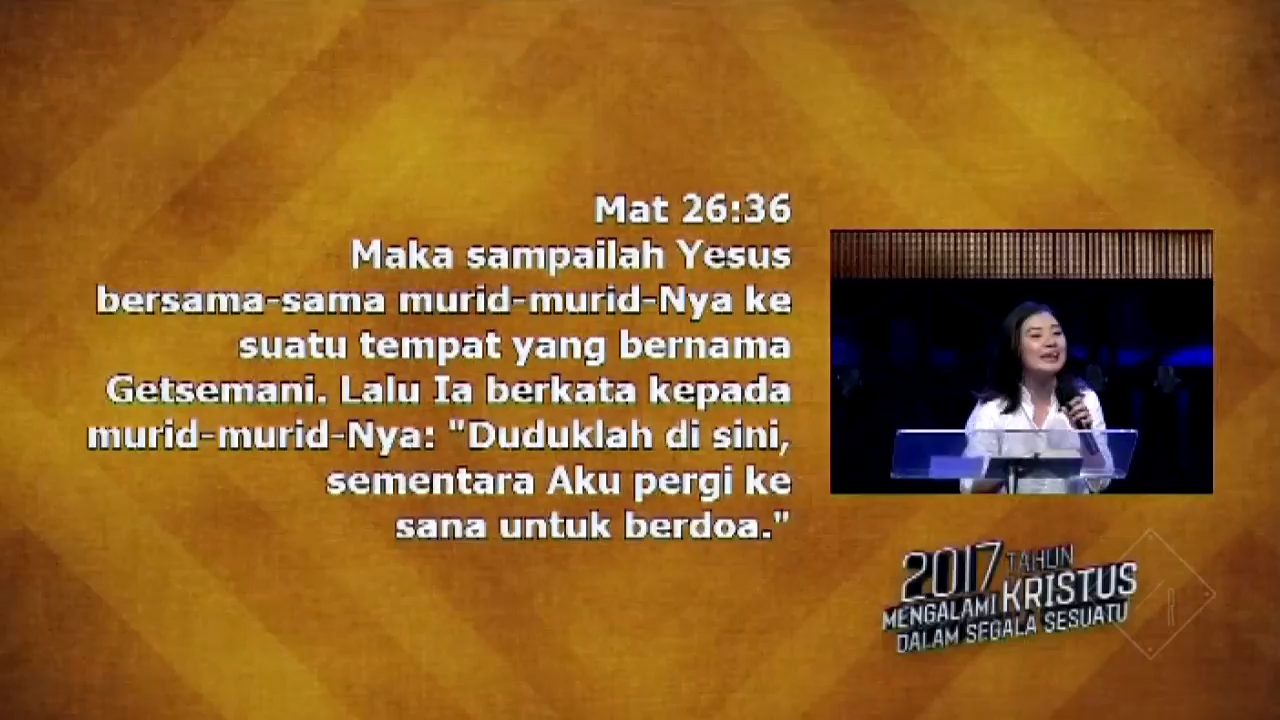 Mat 26:36
Maka sampailah Yesus
bersama-sama murid-murid-Nya ke
suatu tempat yang bernama
Getsemani. Lalu Ia berkata kepada
murid-murid-Nya: "Duduklah di sini,
sementara Aku pergi ke
sana untuk berdoa."
2017 TAHUN
MENGALAMI KRISTUS
DALAM SEGALA SESUATU